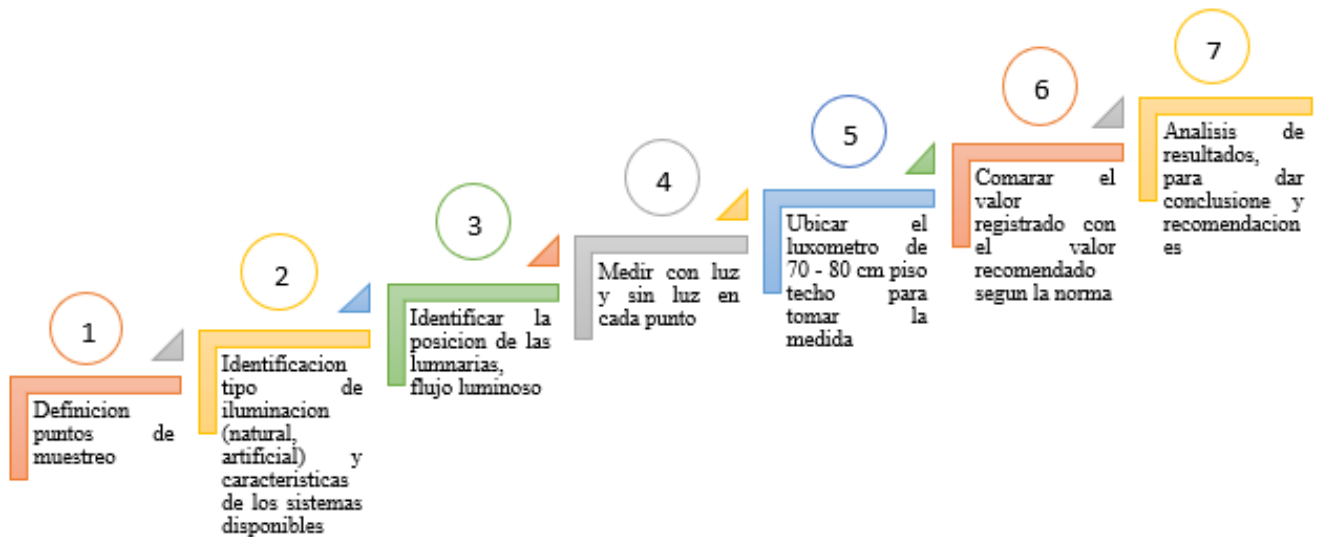 1
Definicion
puntos de
muestreo
2
Identificacion
tipo de
iluminacion
(natural,
artificial) y
caracteristicas
de los sistemas
disponibles
3
Identificar la
posicion de las
lumnarias,
flujo luminoso
4
Medir con luz
y sin luz en
cada punto
5
Ubicar el
luxometro de
70 - 80 cm piso
techo para
tomar la
medida
6
Comarar el
valor
registrado con
el valor
recomendado
segun la norma
7
Analisis de
resultados,
para dar
conclusione y
recomendacion
es